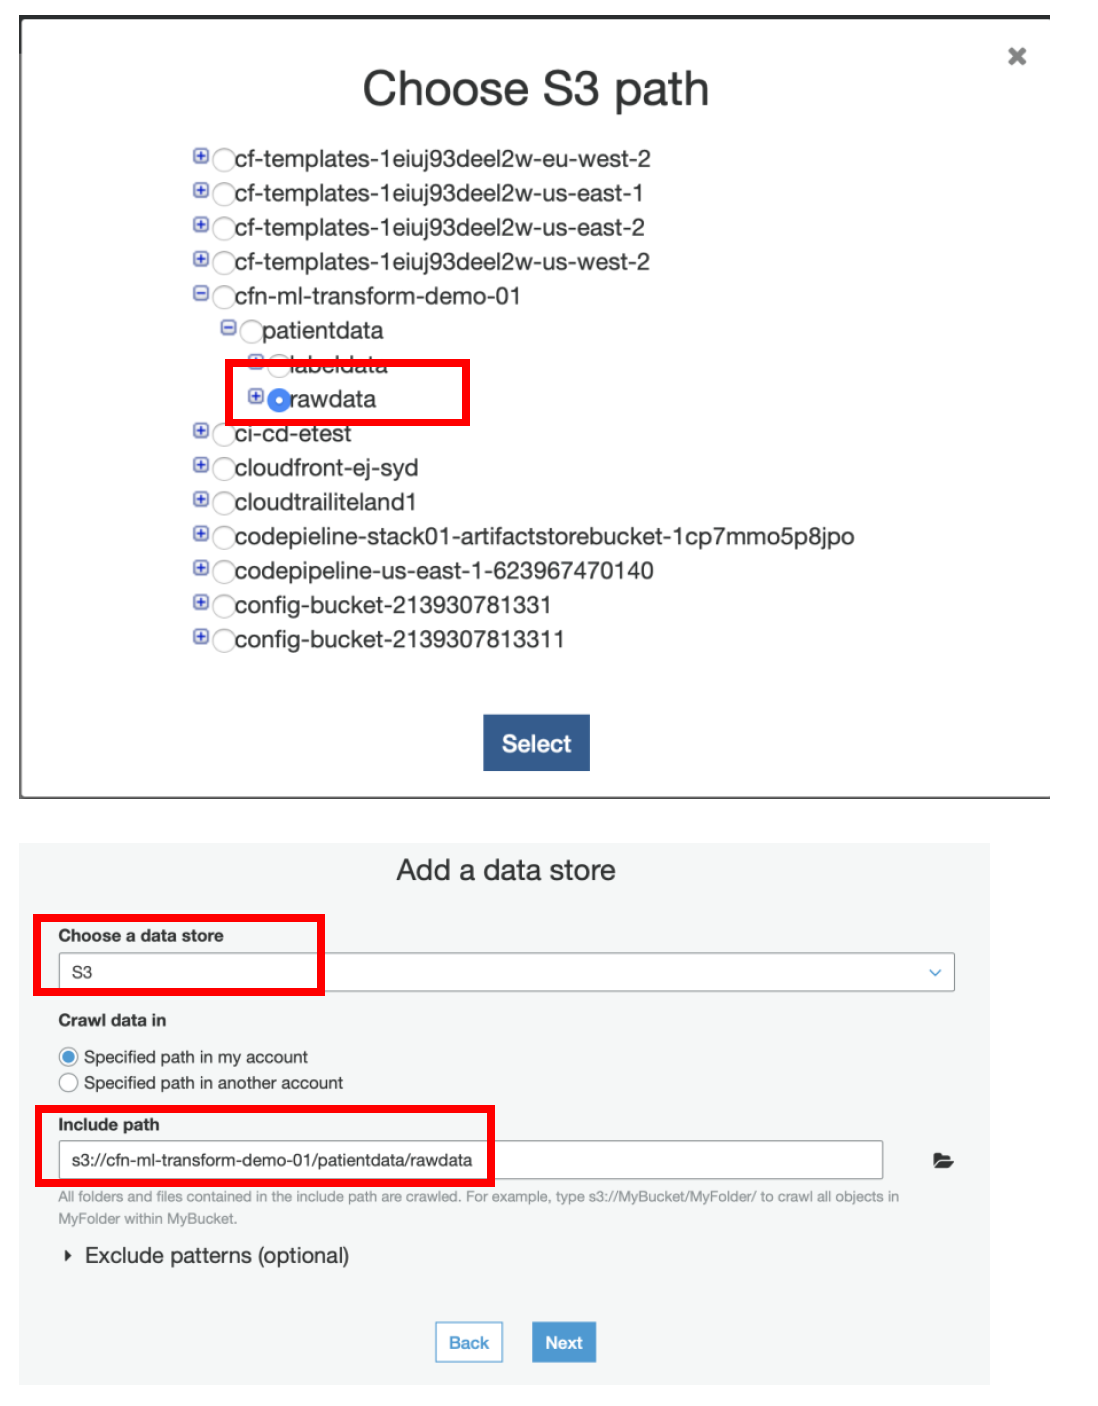 Choose S3 path
cf-templates-1eiuj93deel2w-eu-west-2
cf-templates-1eiuj93deel2w-us-east-1
cf-templates-1eiuj93deel2w-us-east-2
cf-templates-1eiuj93deel2w-us-west-2
cfn-ml-transform-demo-01
patientdata
labeldata
rawdata
ci-cd-etest
cloudfront-ej-syd
cloudtrailiteland1
codepieline-stack01-artifactstorebucket-1cp7mmo5p8jpo
codepipeline-us-east-1-623967470140
config-bucket-213930781331
config-bucket-2139307813311
Select
Add a data store
Choose a data store
S3
Crawl data in
Specified path in my account
Specified path in another account
Include path
s3://cfn-ml-transform-demo-01/patientdata/rawdata
All folders and files contained in the include path are crawled. For example, type s3://MyBucket/MyFolder/ to crawl all objects in
MyFolder within MyBucket.
Exclude patterns (optional)
Back
Next